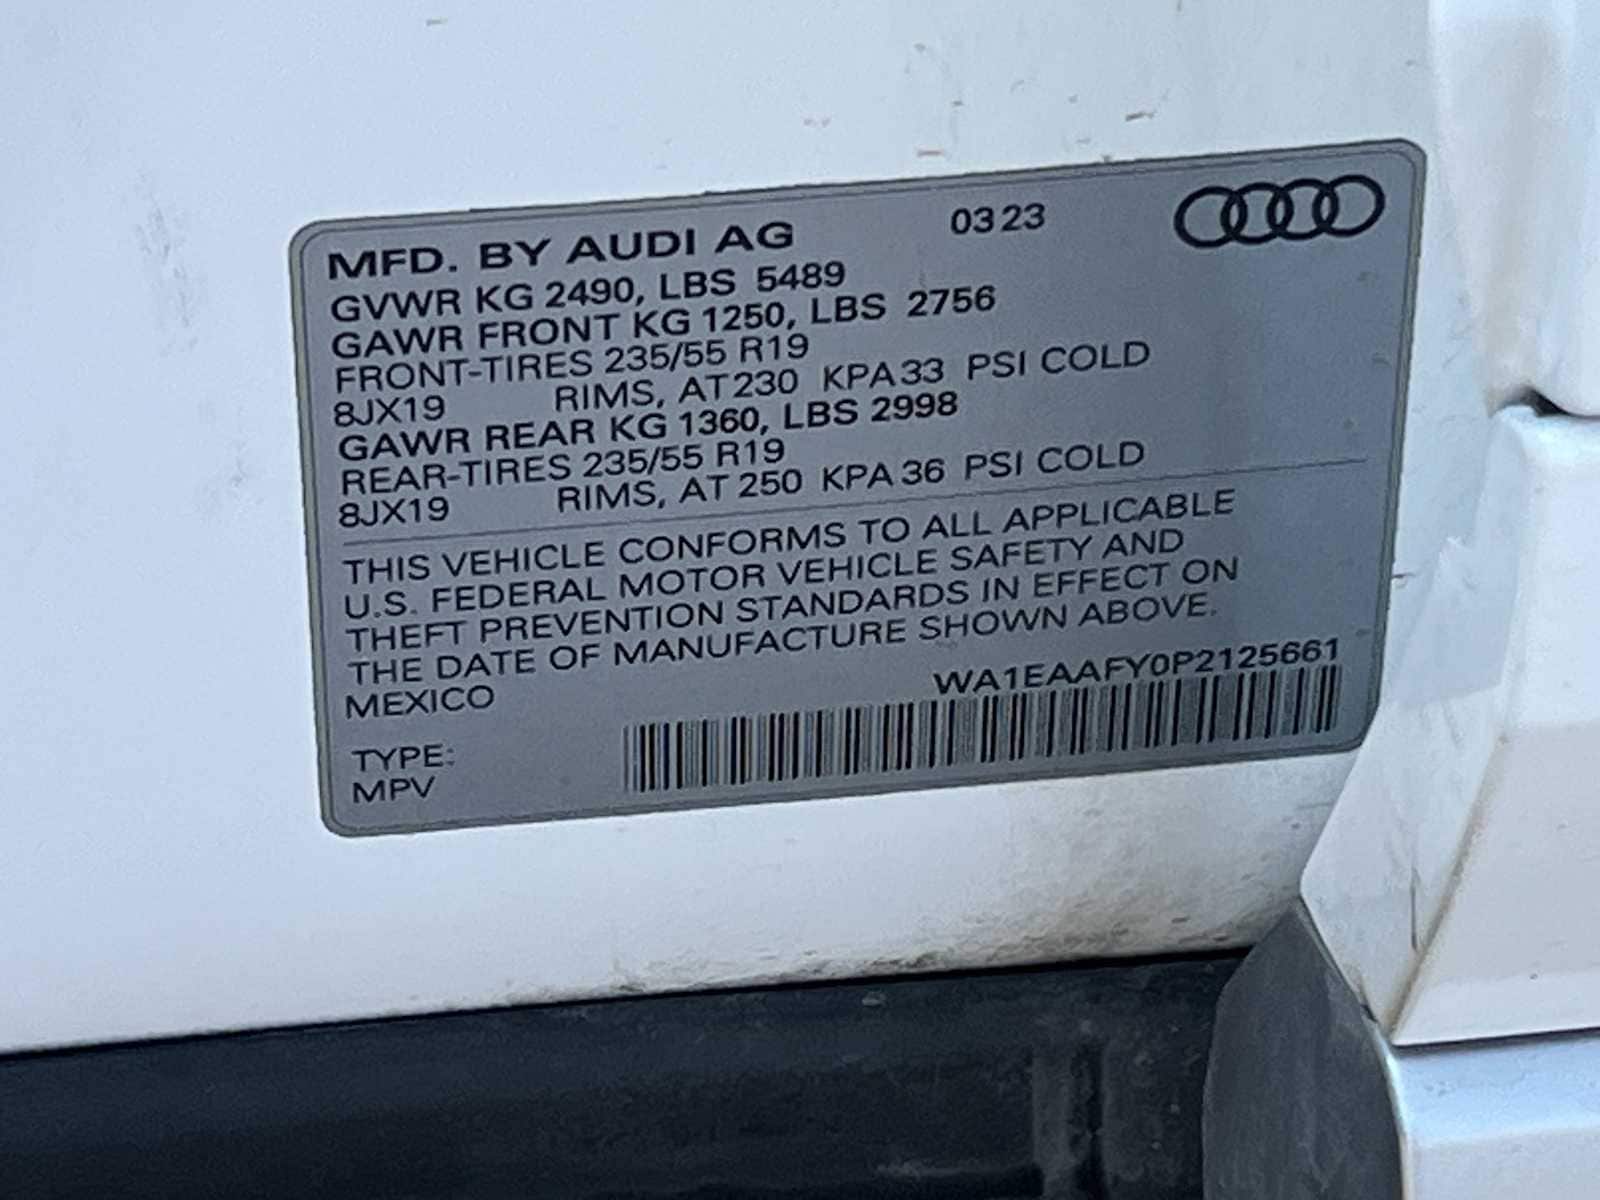 MFD. BY AUDI AG 03 23
GVWR KG 2490, LBS 5489
GAWR FRONT KG 1250, LBS 2756
FRONT-TIRES 235/55 R19
8JX19 RIMS, AT 230 KPA 33 PSI COLD
GAWR REAR KG 1360, LBS 2998
REAR-TIRES 235/55 R19
8JX19 RIMS, AT 250 KPA 36 PSI COLD
THIS VEHICLE CONFORMS TO ALL APPLICABLE
U.S. FEDERAL MOTOR VEHICLE SAFETY AND
THEFT PREVENTION STANDARDS IN EFFECT ON
THE DATE OF MANUFACTURE SHOWN ABOVE.
MEXICO WA1EAAFY0P2125661
TYPE:
MPV